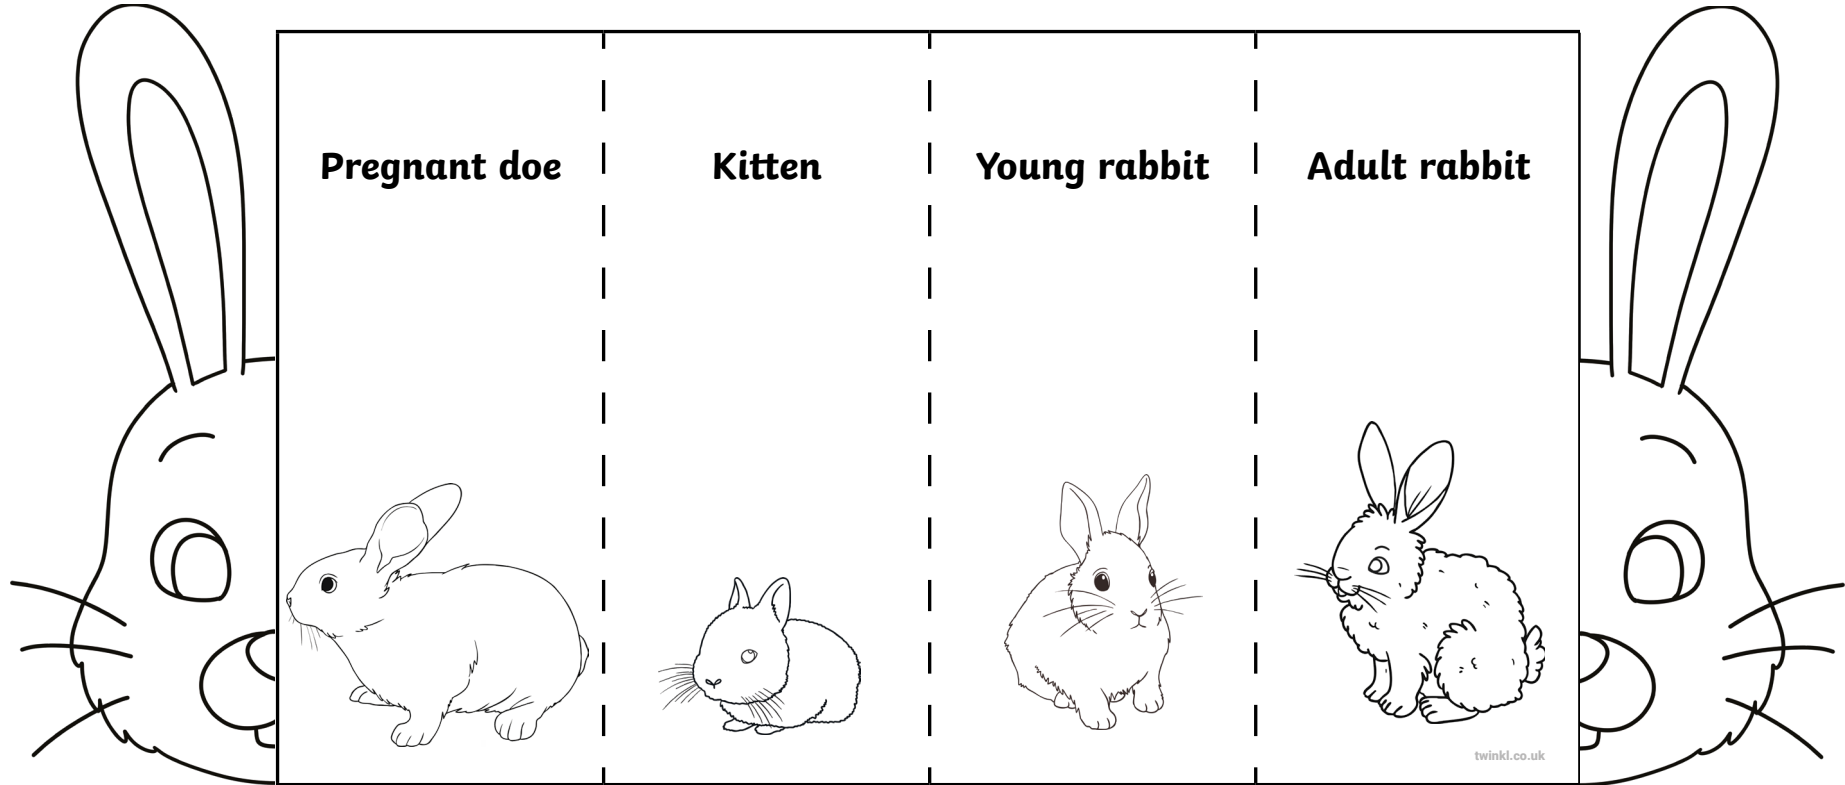 Pregnant doe
Kitten
Young rabbit
Adult rabbit
twinkl.co.uk